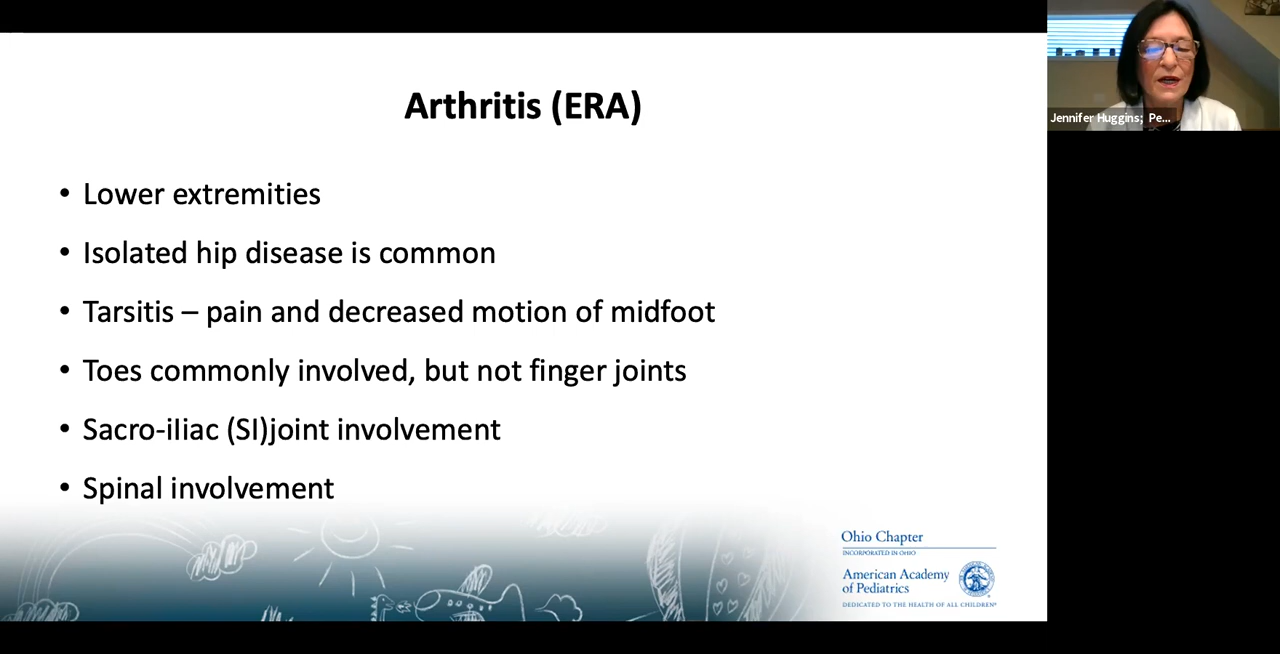 Arthritis (ERA)
• Lower extremities
• Isolated hip disease is common
• Tarsitis – pain and decreased motion of midfoot
• Toes commonly involved, but not finger joints
• Sacro-iliac (SI)joint involvement
• Spinal involvement
Ohio Chapter
INCORPORATED IN OHIO
American Academy
of Pediatrics
DEDICATED TO THE HEALTH OF ALL CHILDREN®
Jennifer Huggins; Pe...